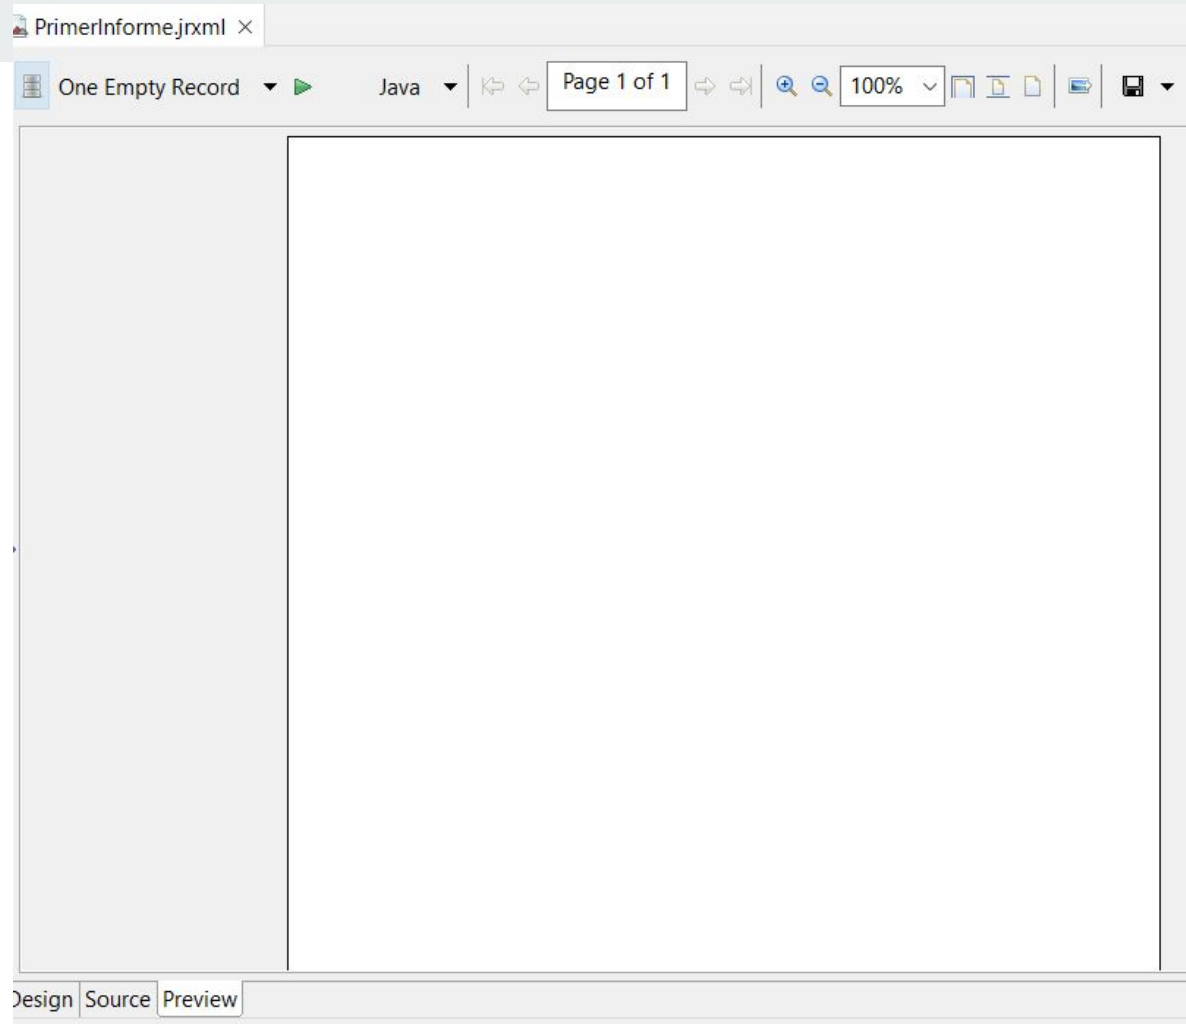 PrimerInforme.jrxml
One Empty Record Java Page 1 of 1 100%
Design Source Preview